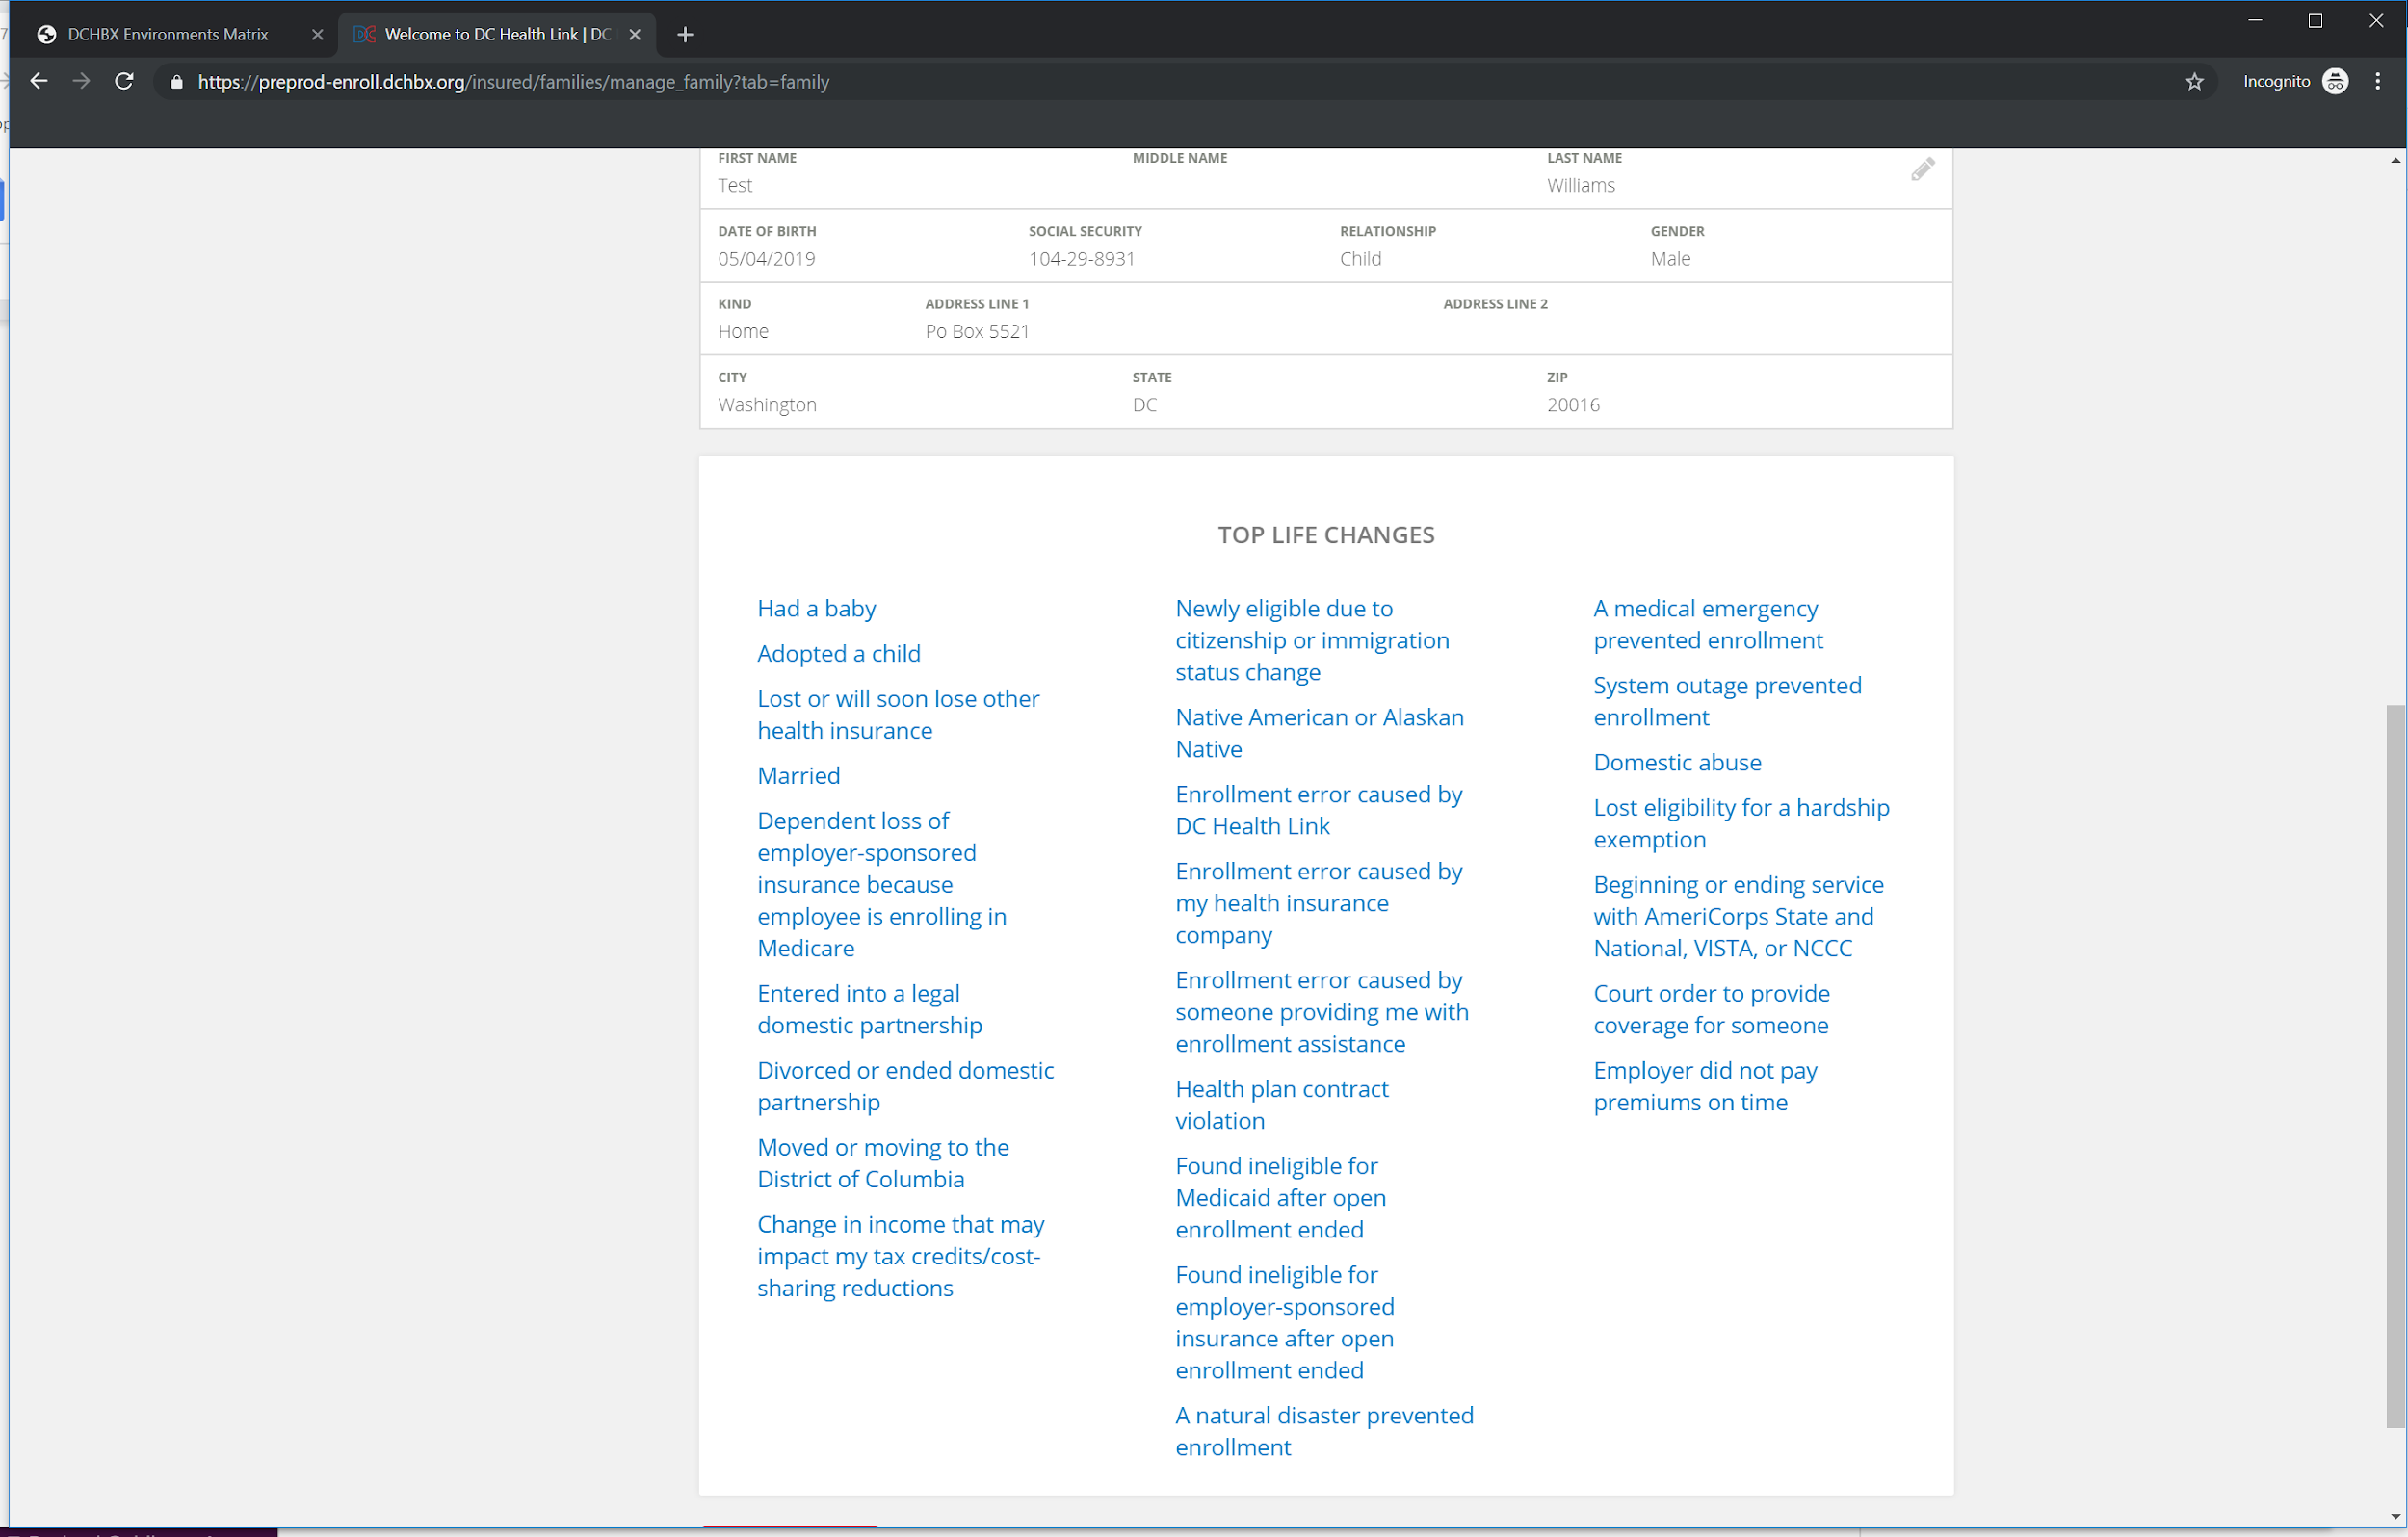 DCHBX Environments Matrix
Welcome to DC Health Link | DC
https://preprod-enroll.dchbx.org/insured/families/manage_family?tab=family
Incognito
FIRST NAME MIDDLE NAME LAST NAME
Test Williams
DATE OF BIRTH SOCIAL SECURITY RELATIONSHIP GENDER
05/04/2019 104-29-8931 Child Male
KIND ADDRESS LINE 1 ADDRESS LINE 2
Home Po Box 5521
CITY STATE ZIP
Washington DC 20016
TOP LIFE CHANGES
Had a baby
Adopted a child
Lost or will soon lose other
health insurance
Married
Dependent loss of
employer-sponsored
insurance because
employee is enrolling in
Medicare
Entered into a legal
domestic partnership
Divorced or ended domestic
partnership
Moved or moving to the
District of Columbia
Change in income that may
impact my tax credits/cost-
sharing reductions
Newly eligible due to
citizenship or immigration
status change
Native American or Alaskan
Native
Enrollment error caused by
DC Health Link
Enrollment error caused by
my health insurance
company
Enrollment error caused by
someone providing me with
enrollment assistance
Health plan contract
violation
Found ineligible for
Medicaid after open
enrollment ended
Found ineligible for
employer-sponsored
insurance after open
enrollment ended
A natural disaster prevented
enrollment
A medical emergency
prevented enrollment
System outage prevented
enrollment
Domestic abuse
Lost eligibility for a hardship
exemption
Beginning or ending service
with AmeriCorps State and
National, VISTA, or NCCC
Court order to provide
coverage for someone
Employer did not pay
premiums on time